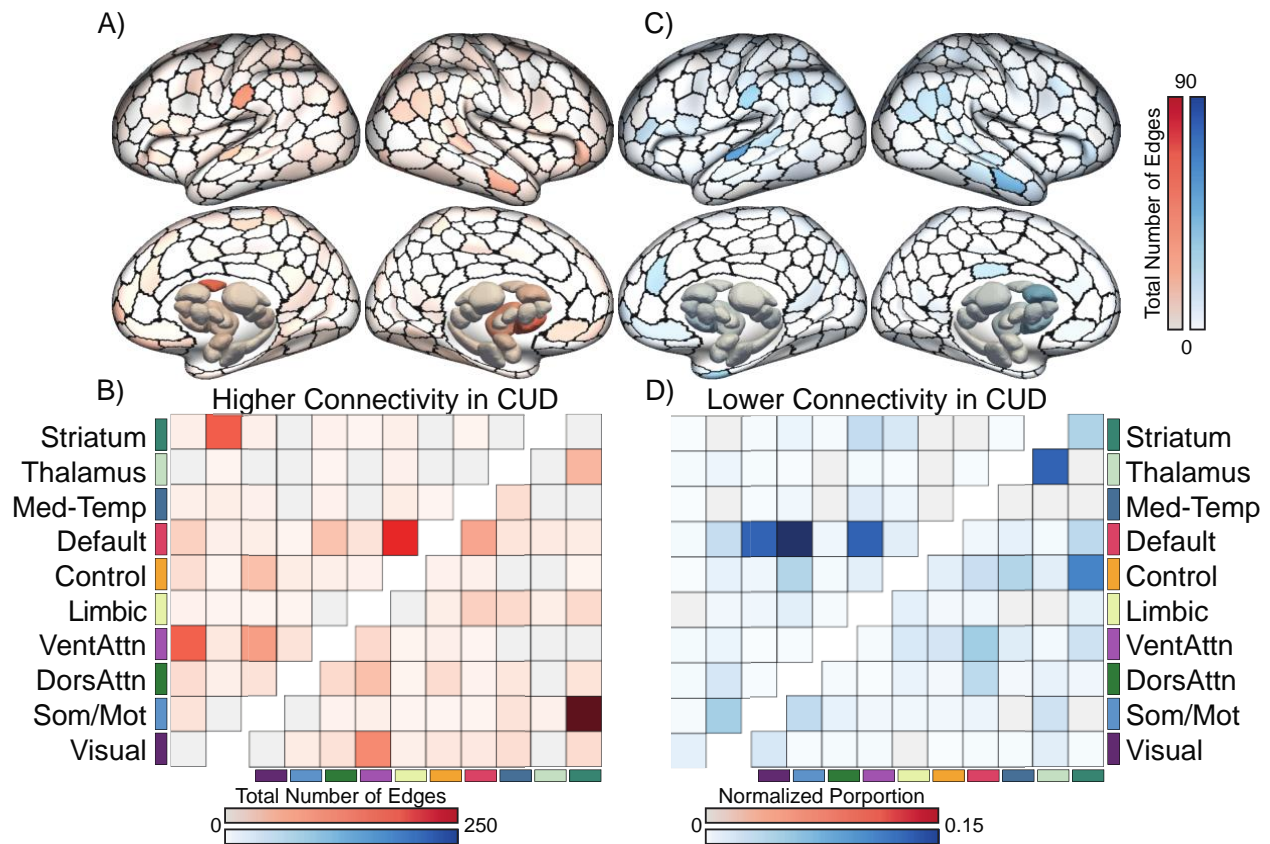 A)
C)
90
Total Number of Edges
0
B)
Higher Connectivity in CUD
D)
Lower Connectivity in CUD
Striatum
Thalamus
Med-Temp
Default
Control
Limbic
VentAttn
DorsAttn
Som/Mot
Visual
Striatum
Thalamus
Med-Temp
Default
Control
Limbic
VentAttn
DorsAttn
Som/Mot
Visual
Total Number of Edges
0
250
Normalized Porportion
0
0.15